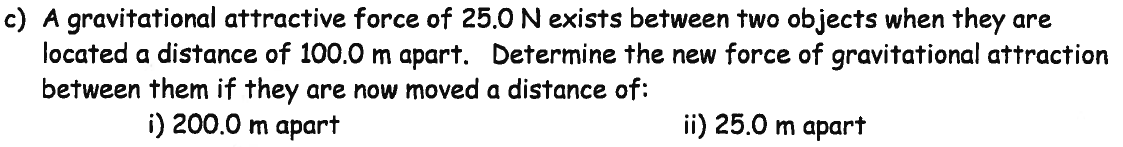 c) A gravitational attractive force of 25.0 N exists between two objects when they are
located a distance of 100.0 m apart. Determine the new force of gravitational attraction
between them if they are now moved a distance of:
i) 200.0 m apart ii) 25.0 m apart